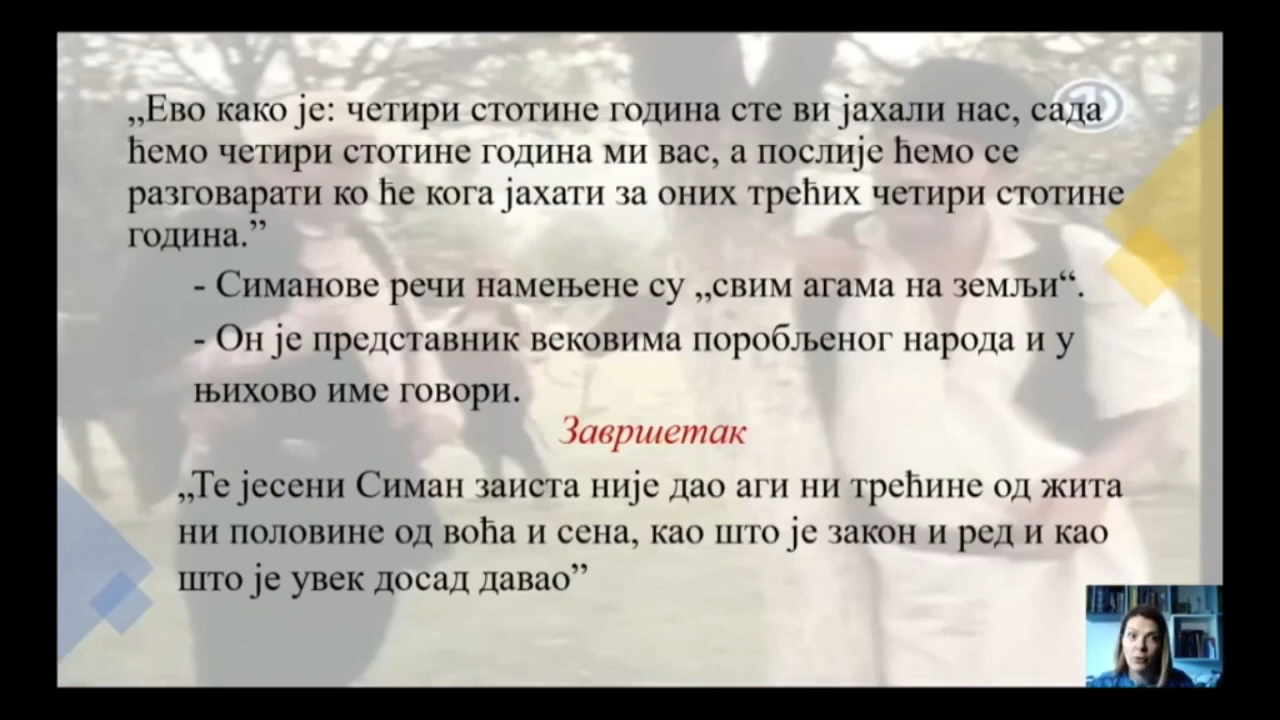 „Ево како је: четири стотине година сте ви јахали нас, сада
ћемо четири стотине година ми вас, а послије ћемо се
разговарати ко ће кога јахати за оних трећих четири стотине
година.”
- Симанове речи намењене су „свим агама на земљи“.
- Он је представник вековима поробљеног народа и у
њихово име говори.
Завршетак
„Те јесени Симан заиста није дао аги ни трећине од жита
ни половине од воћа и сена, као што је закон и ред и као
што је увек досад давао”